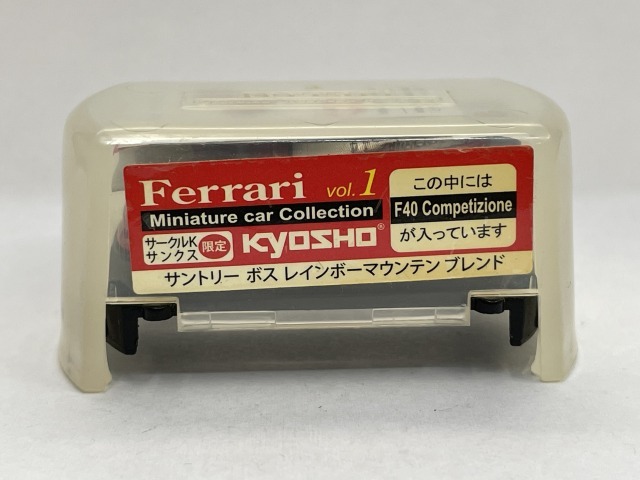 Ferrari vol. 1
Miniature car Collection
サークルK
サンクス
限定
KYOSHO®
この中には
F40 Competizione
が入っています
サントリー ボス レインボーマウンテン ブレンド